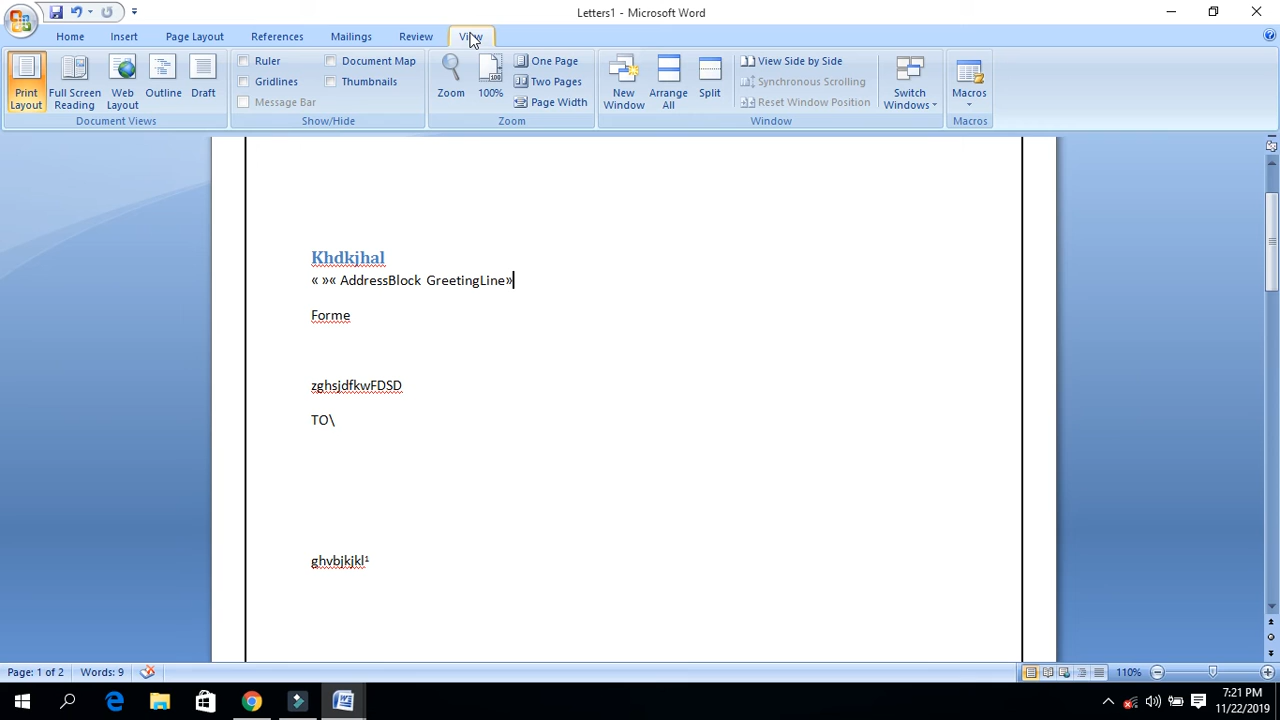 Letters1 - Microsoft Word
Home Insert Page Layout References Mailings Review View
Print Layout
Full Screen Reading
Web Layout
Outline
Draft
Document Views
Ruler
Gridlines
Message Bar
Document Map
Thumbnails
Show/Hide
Zoom
100%
One Page
Two Pages
Page Width
Zoom
New Window
Arrange All
Split
View Side by Side
Synchronous Scrolling
Reset Window Position
Switch Windows
Window
Macros
Macros
Khdkjhal
« »« AddressBlock GreetingLine»
Forme
zghsjdfkwFDSD
TO\
ghvbjkjkl¹
Page: 1 of 2 Words: 9 110%
7:21 PM
11/22/2019